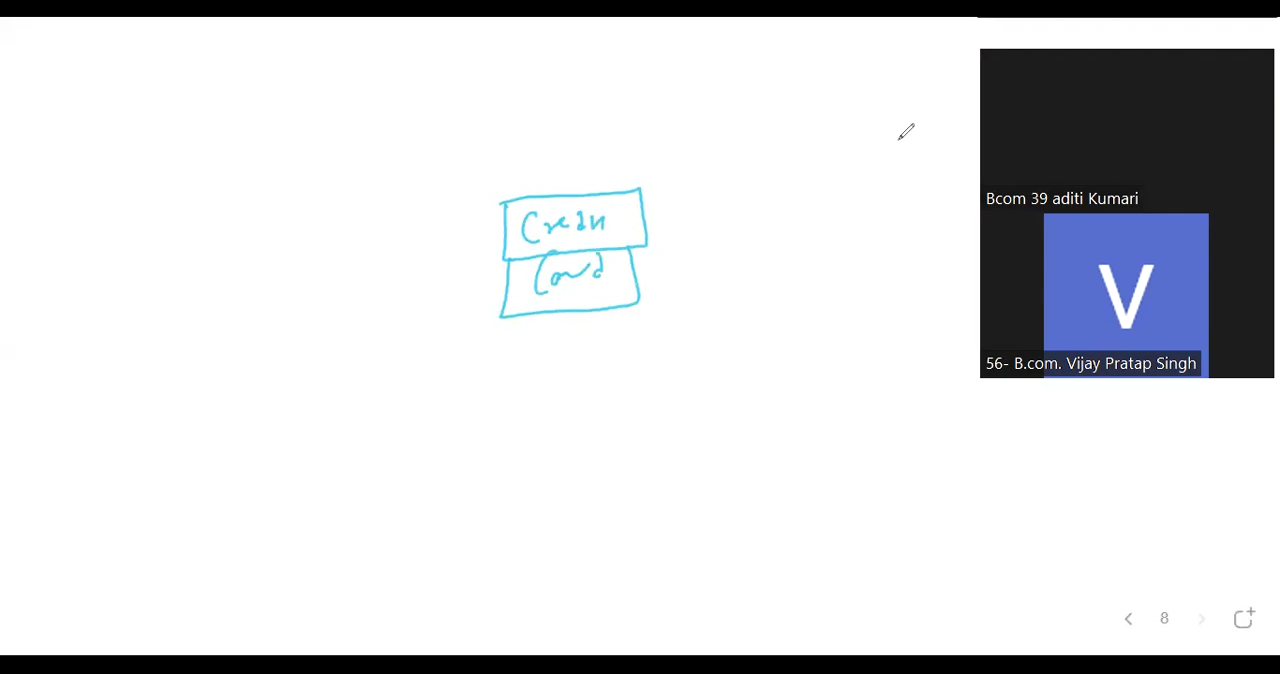 Credit
Card
Bcom 39 aditi Kumari
V
56- B.com. Vijay Pratap Singh
8